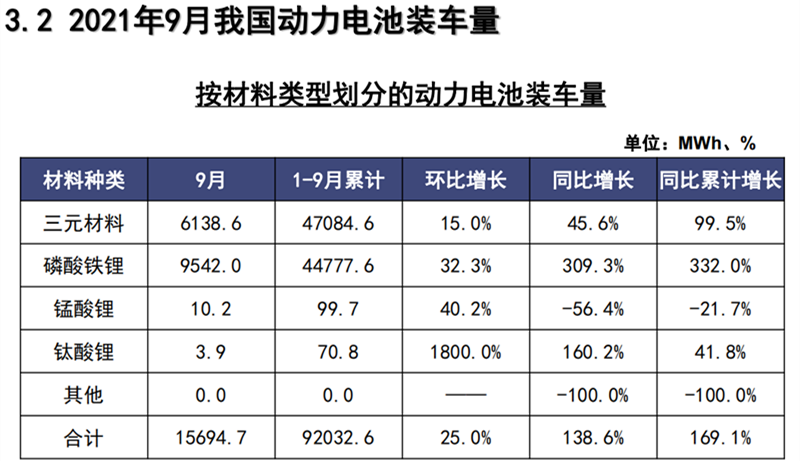 3.2 2021年9月我国动力电池装车量
按材料类型划分的动力电池装车量
单位：MWh、%
材料种类 9月 1-9月累计 环比增长 同比增长 同比累计增长
三元材料 6138.6 47084.6 15.0% 45.6% 99.5%
磷酸铁锂 9542.0 44777.6 32.3% 309.3% 332.0%
锰酸锂 10.2 99.7 40.2% -56.4% -21.7%
钛酸锂 3.9 70.8 1800.0% 160.2% 41.8%
其他 0.0 0.0 —— -100.0% -100.0%
合计 15694.7 92032.6 25.0% 138.6% 169.1%